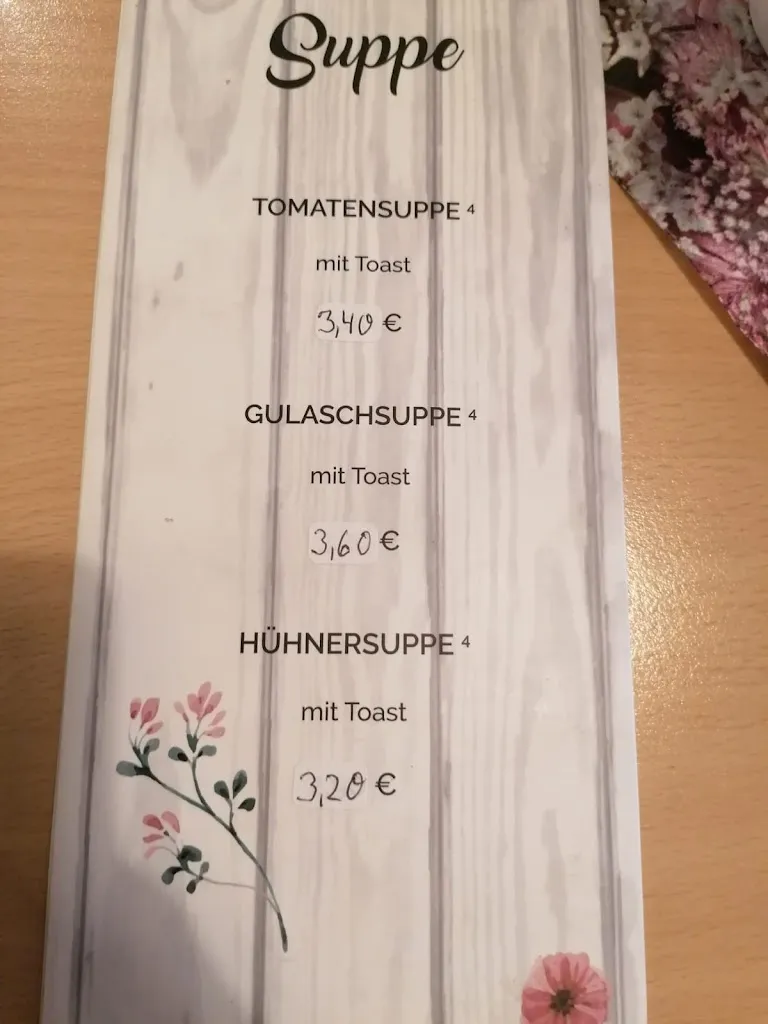 Suppe
TOMATENSUPPE 4
mit Toast
3,40 €
GULASCHSUPPE 4
mit Toast
3,60 €
HÜHNERSUPPE 4
mit Toast
3,20 €